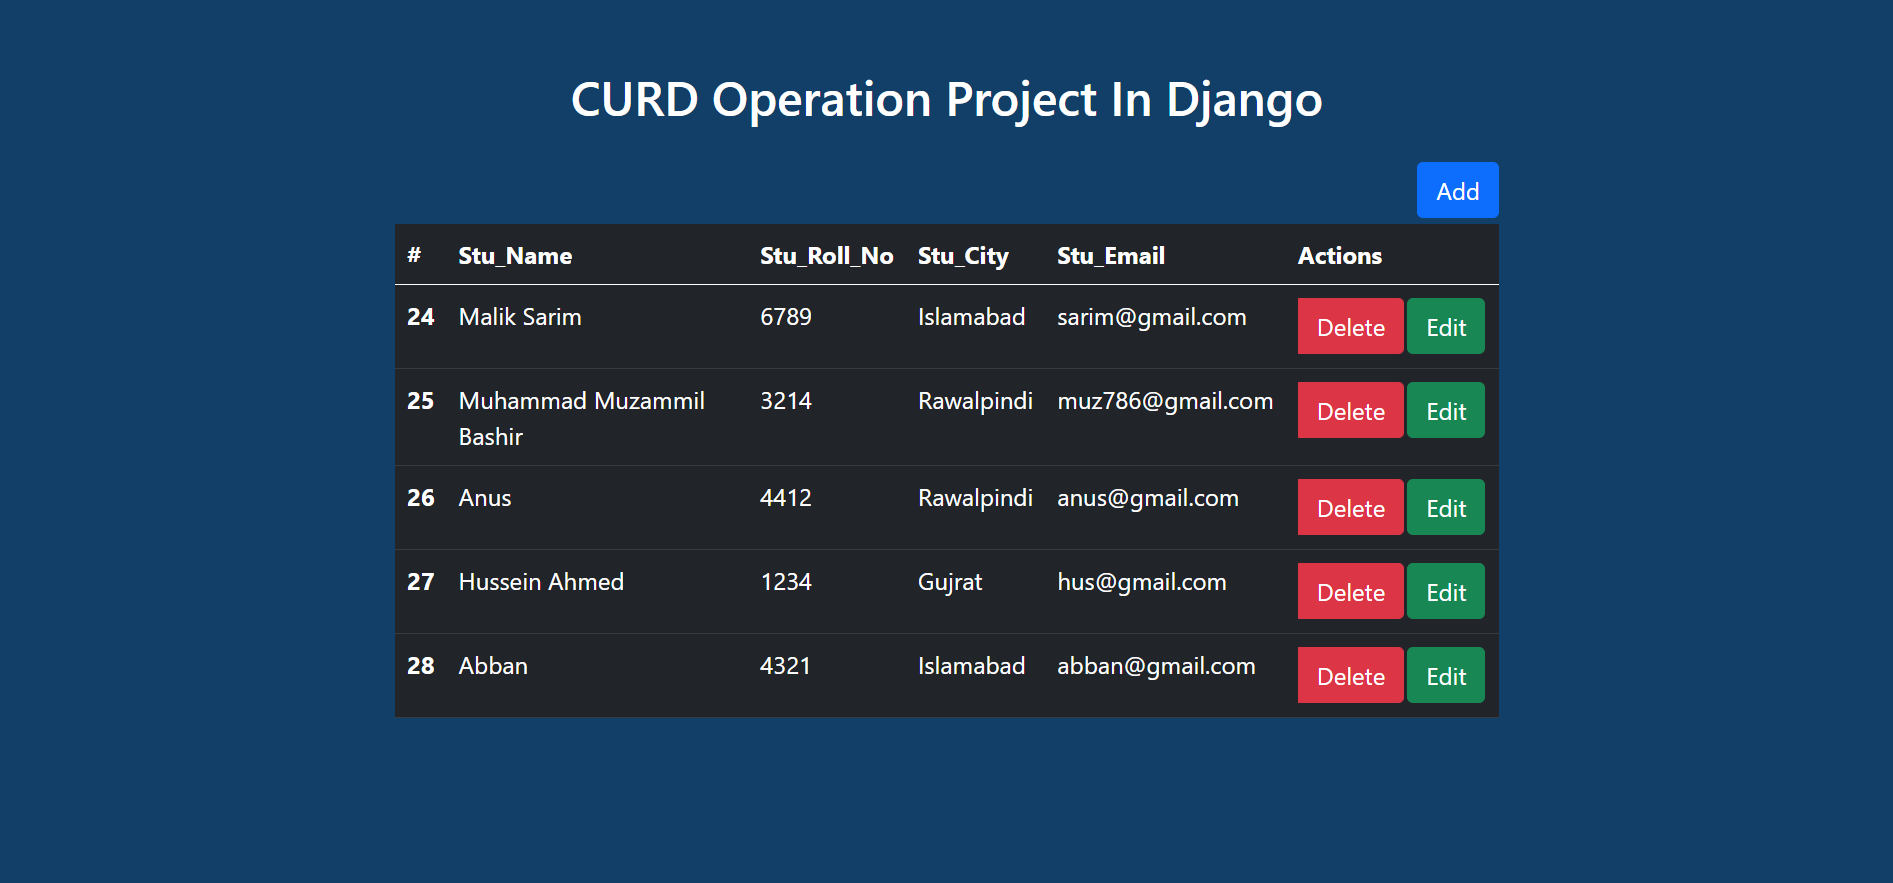 CURD Operation Project In Django
Add
# Stu_Name Stu_Roll_No Stu_City Stu_Email Actions
24 Malik Sarim 6789 Islamabad sarim@gmail.com Delete Edit
25 Muhammad Muzammil 3214 Rawalpindi muz786@gmail.com Delete Edit
Bashir
26 Anus 4412 Rawalpindi anus@gmail.com Delete Edit
27 Hussein Ahmed 1234 Gujrat hus@gmail.com Delete Edit
28 Abban 4321 Islamabad abban@gmail.com Delete Edit